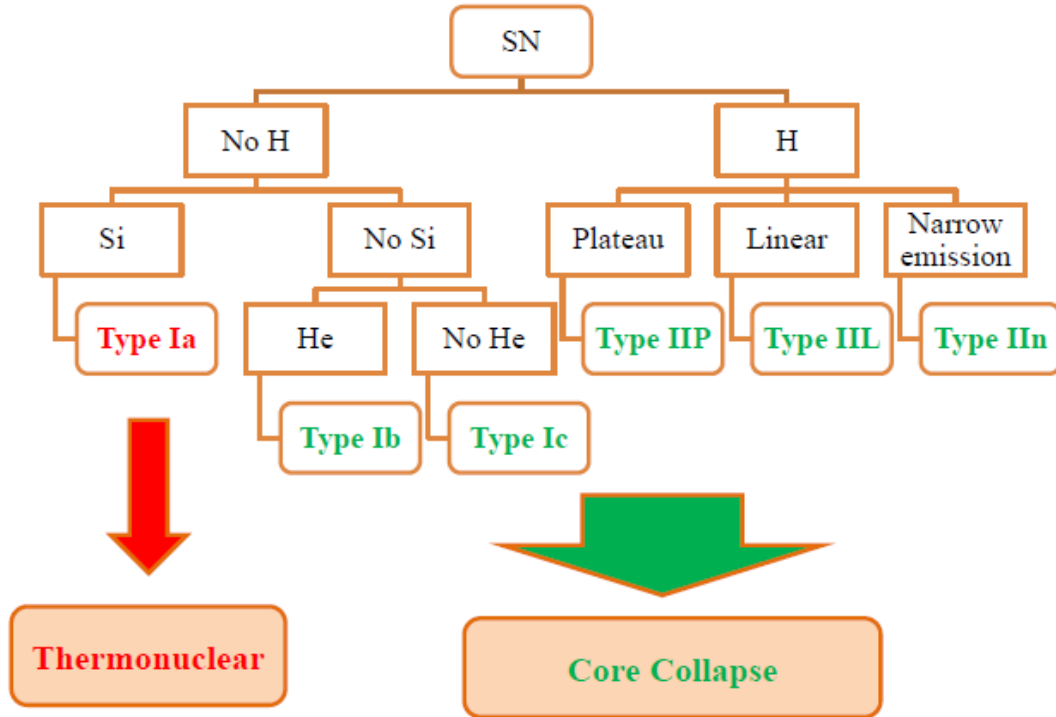 SN
No H
H
Si
No Si
Plateau
Linear
Narrow
emission
Type Ia
He
No He
Type IIP
Type IIL
Type IIn
Type Ib
Type Ic
Thermonuclear
Core Collapse